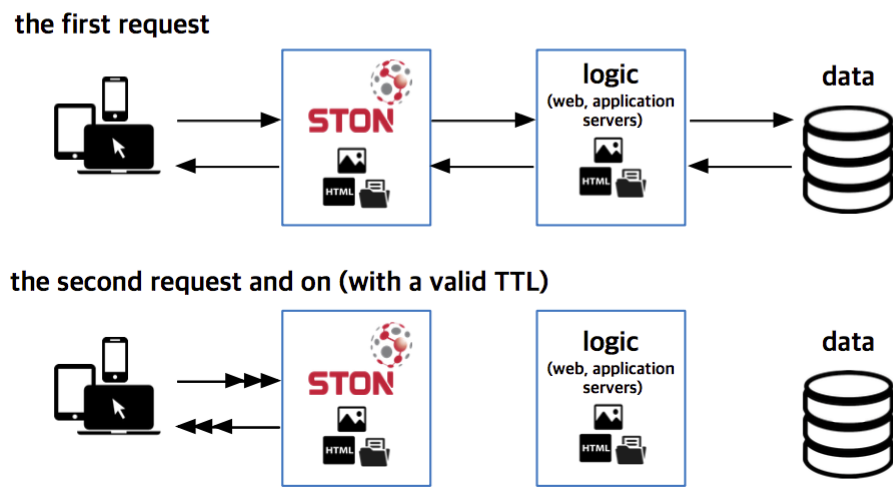 the first request
STON
HTML
logic
(web, application
servers)
HTML
data
the second request and on (with a valid TTL)
STON
HTML
logic
(web, application
servers)
HTML
data